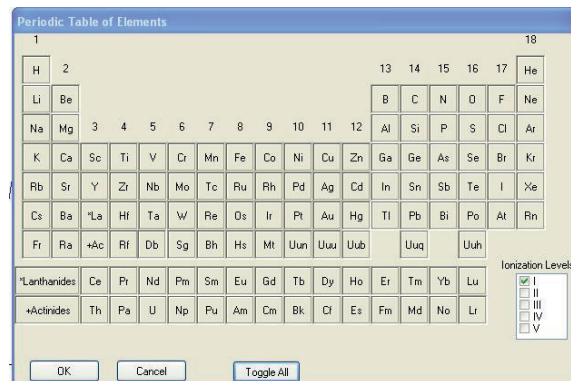 Periodic Table of Elements
1 18
H 2 13 14 15 16 17 He
Li Be B C N O F Ne
Na Mg 3 4 5 6 7 8 9 10 11 12 Al Si P S Cl Ar
K Ca Sc Ti V Cr Mn Fe Co Ni Cu Zn Ga Ge As Se Br Kr
Rb Sr Y Zr Nb Mo Tc Ru Rh Pd Ag Cd In Sn Sb Te I Xe
Cs Ba *La Hf Ta W Re Os Ir Pt Au Hg Tl Pb Bi Po At Rn
Fr Ra +Ac Rf Db Sg Bh Hs Mt Uun Uuu Uub Uuq Uuh
Ionization Levels
*Lanthanides Ce Pr Nd Pm Sm Eu Gd Tb Dy Ho Er Tm Yb Lu
I
II
+Actinides Th Pa U Np Pu Am Cm Bk Cf Es Fm Md No Lr
III
IV
V
OK Cancel Toggle All